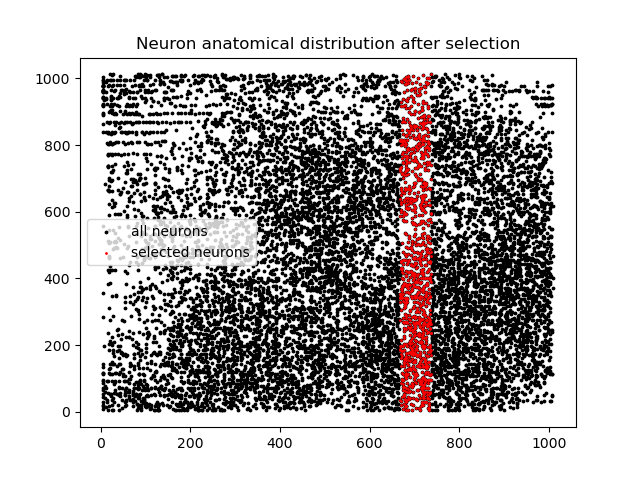 Neuron anatomical distribution after selection
1000
800
600
400
200
0
all neurons
selected neurons
0 200 400 600 800 1000